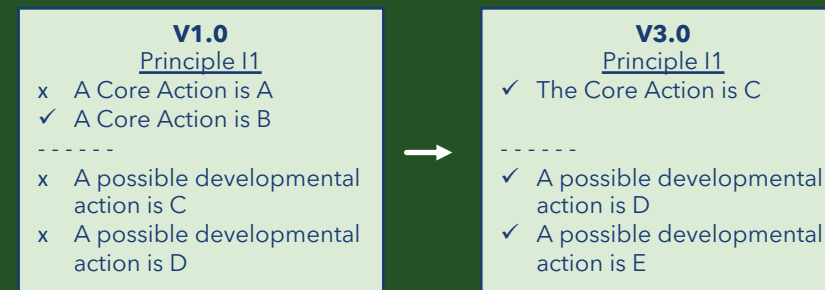 V1.0
Principle I1
x A Core Action is A
✓ A Core Action is B
- - - - - -
x A possible developmental
action is C
x A possible developmental
action is D
V3.0
Principle I1
✓ The Core Action is C
- - - - - -
✓ A possible developmental
action is D
✓ A possible developmental
action is E